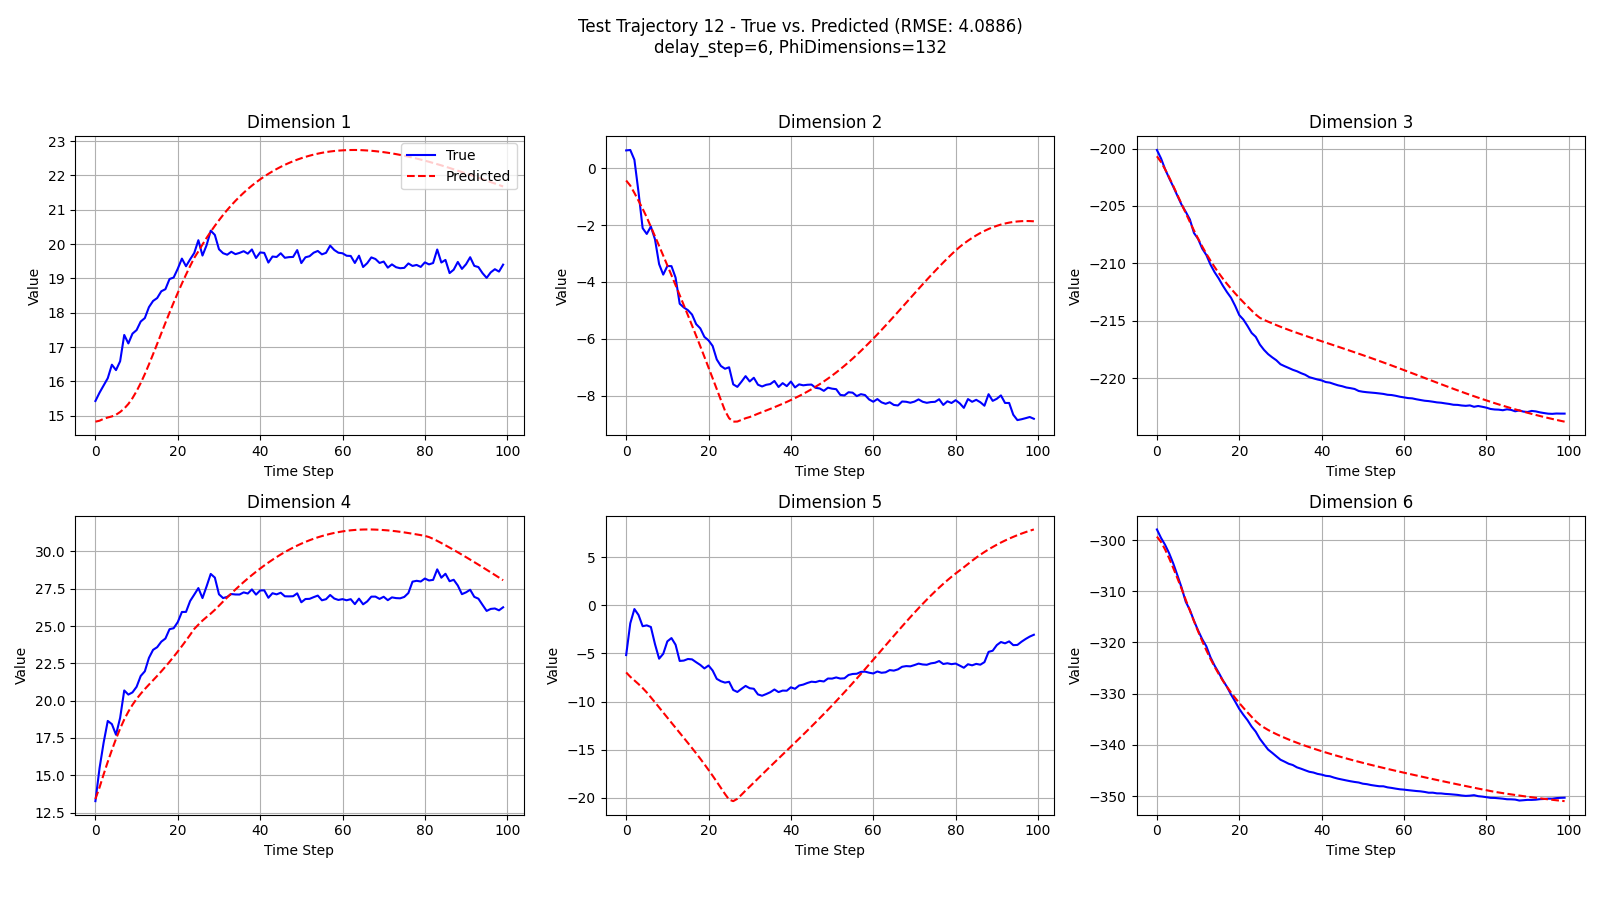 Test Trajectory 12 - True vs. Predicted (RMSE: 4.0886)
delay_step=6, PhiDimensions=132
Dimension 1
23
22
21
20
19
18
17
16
15
Value
0 20 40 60 80 100
Time Step
True
Predicted
Dimension 2
0
−2
−4
−6
−8
Value
0 20 40 60 80 100
Time Step
Dimension 3
−200
−205
−210
−215
−220
Value
0 20 40 60 80 100
Time Step
Dimension 4
30.0
27.5
25.0
22.5
20.0
17.5
15.0
12.5
Value
0 20 40 60 80 100
Time Step
Dimension 5
5
0
−5
−10
−15
−20
Value
0 20 40 60 80 100
Time Step
Dimension 6
−300
−310
−320
−330
−340
−350
Value
0 20 40 60 80 100
Time Step